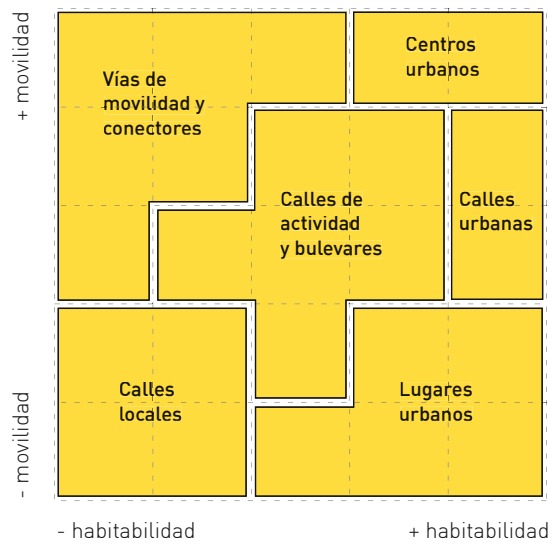 + movilidad
Vías de
movilidad y
conectores
Centros
urbanos
Calles de
actividad
y bulevares
Calles
urbanas
Calles
locales
Lugares
urbanos
- movilidad
- habitabilidad
+ habitabilidad